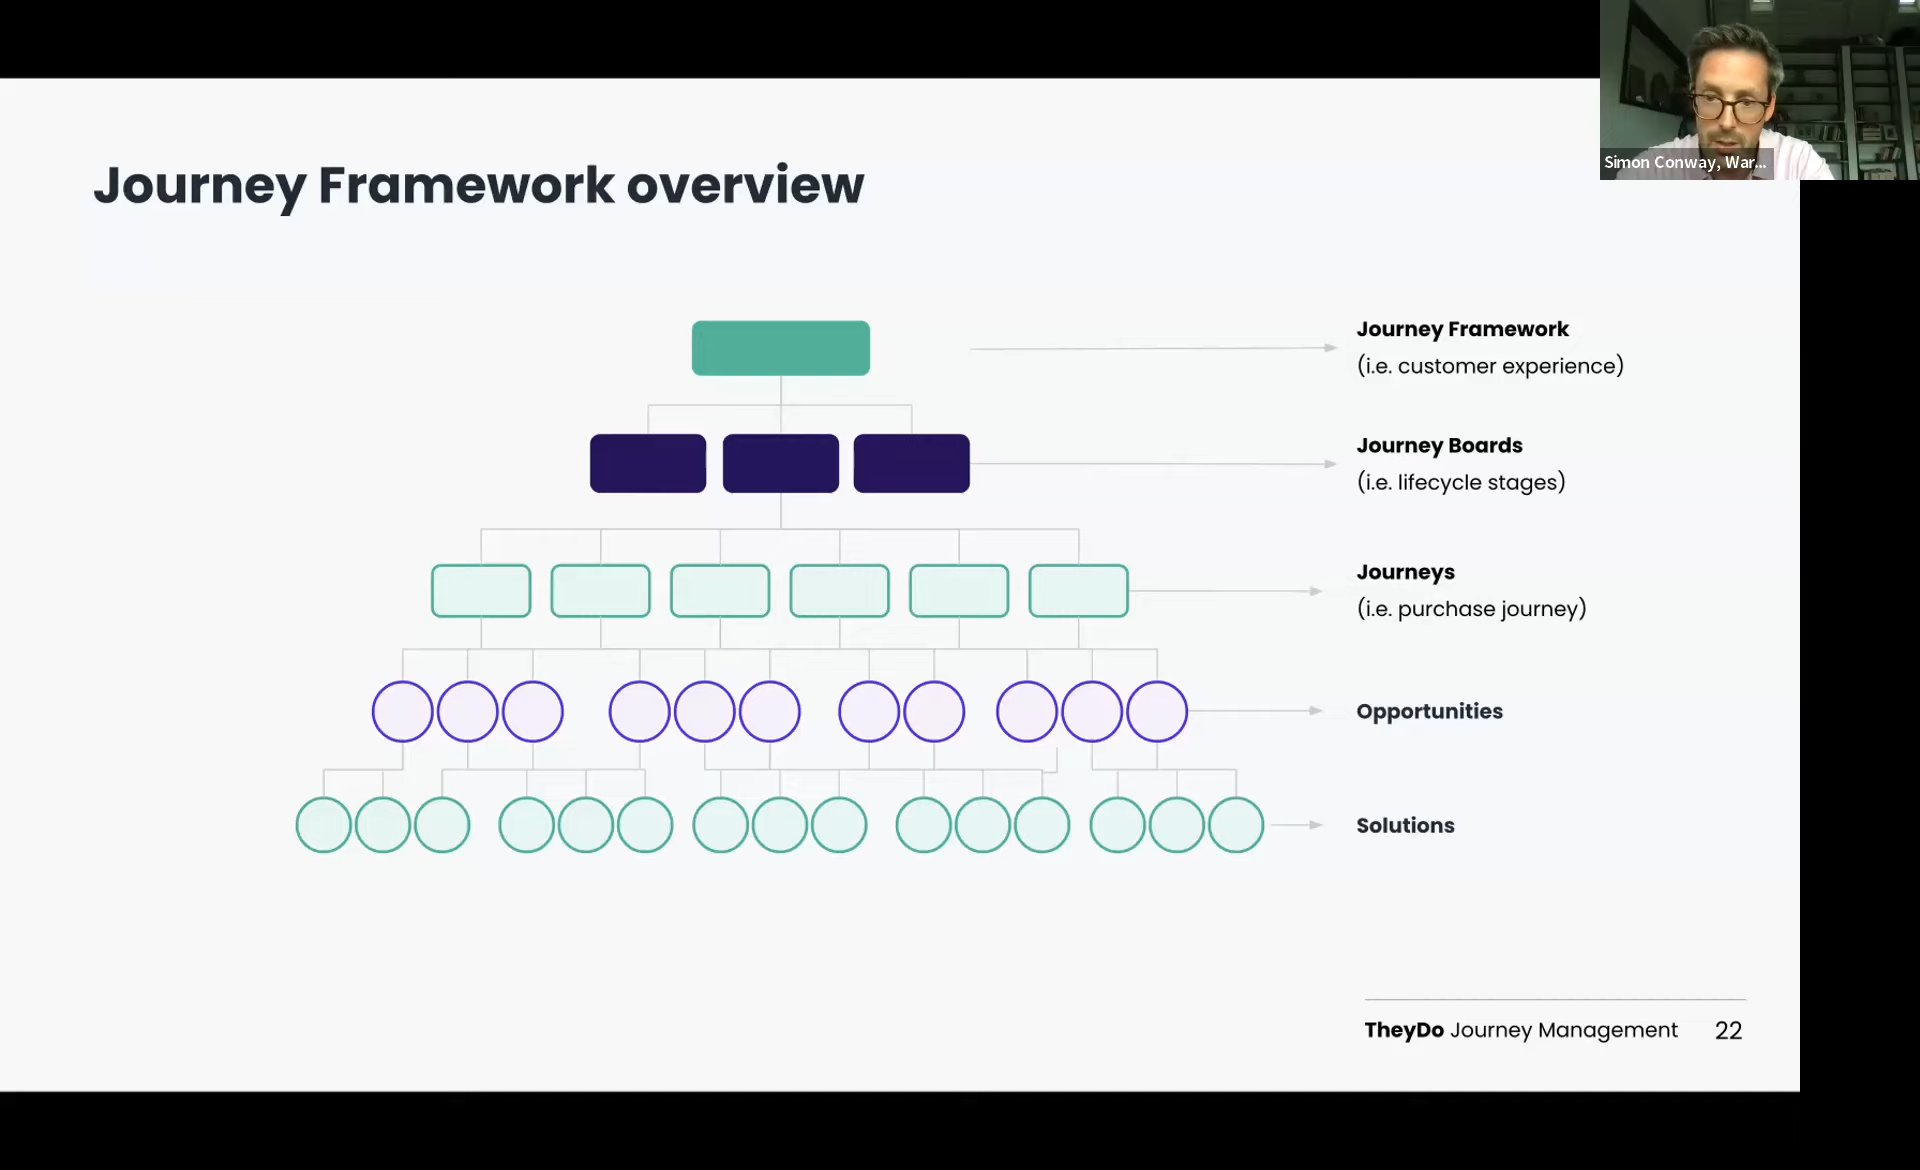 Simon Conway, War...
Journey Framework overview
Journey Framework
(i.e. customer experience)
Journey Boards
(i.e. lifecycle stages)
Journeys
(i.e. purchase journey)
Opportunities
Solutions
TheyDo Journey Management 22